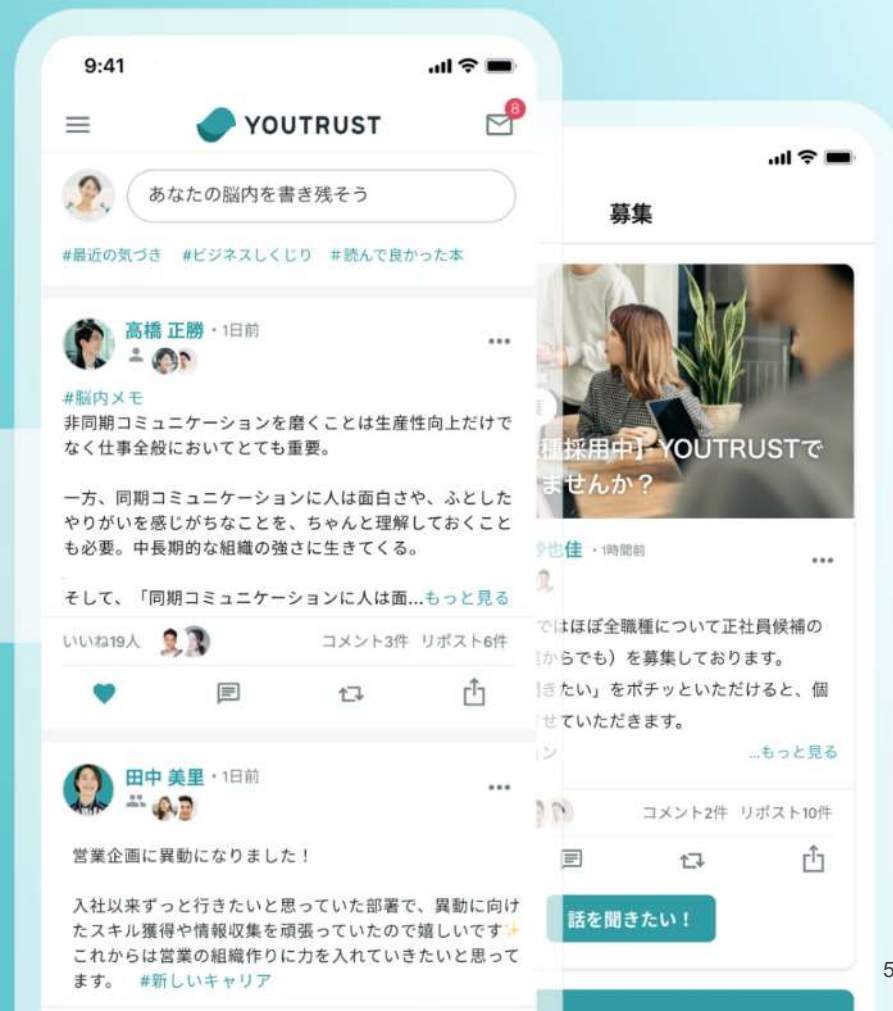 9:41
YOUTRUST
8
あなたの脳内を書き残そう
#最近の気づき #ビジネスしくじり #読んで良かった本
高橋 正勝・1日前
#脳内メモ
非同期コミュニケーションを磨くことは生産性向上だけで
なく仕事全般においてとても重要。
一方、同期コミュニケーションに人は面白さや、ふとした
やりがいを感じがちなことを、ちゃんと理解しておくこと
も必要。中長期的な組織の強さに生きてくる。
そして、「同期コミュニケーションに人は面...もっと見る
いいね19人 コメント3件 リポスト6件
田中 美里・1日前
営業企画に異動になりました！
入社以来ずっと行きたいと思っていた部署で、異動に向け
たスキル獲得や情報収集を頑張っていたので嬉しいです✨
これからは営業の組織作りに力を入れていきたいと思って
ます。 #新しいキャリア
募集
種採用中】YOUTRUSTで
ませんか？
也佳・1時間前
ではほぼ全職種について正社員候補の
からでも）を募集しております。
きたい」をポチッといただけると、個
せていただきます。
ン ...もっと見る
コメント2件 リポスト10件
話を聞きたい！
5